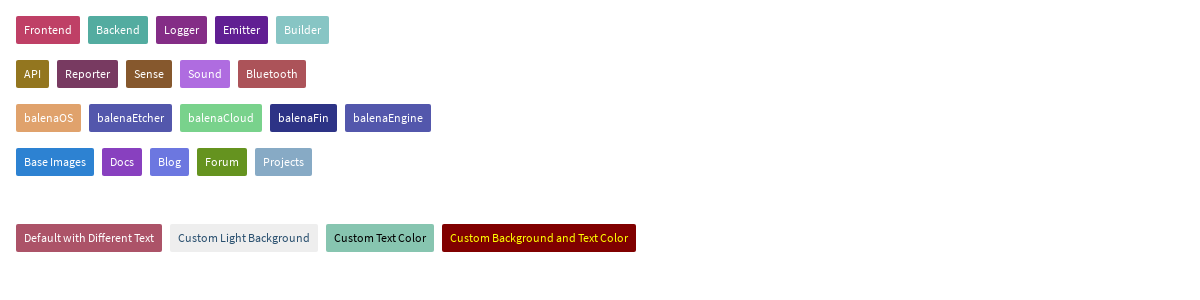 Frontend Backend Logger Emitter Builder
API Reporter Sense Sound Bluetooth
balenaOS balenaEtcher balenaCloud balenaFin balenaEngine
Base Images Docs Blog Forum Projects
Default with Different Text Custom Light Background Custom Text Color Custom Background and Text Color